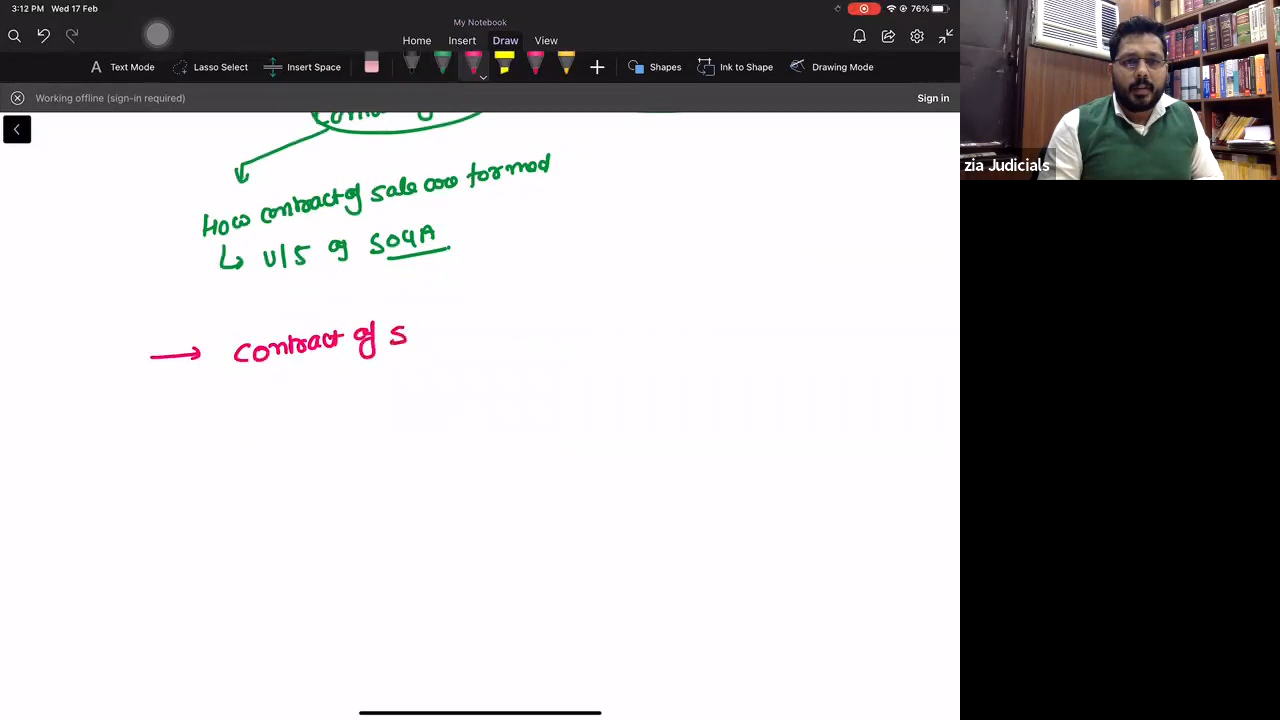 3:12 PM Wed 17 Feb
76%
My Notebook
Home Insert Draw View
Text Mode Lasso Select Insert Space Shapes Ink to Shape Drawing Mode
Working offline (sign-in required) Sign in
zia Judicials
How contract of sale are formed
U/S of SOGA
contract of s